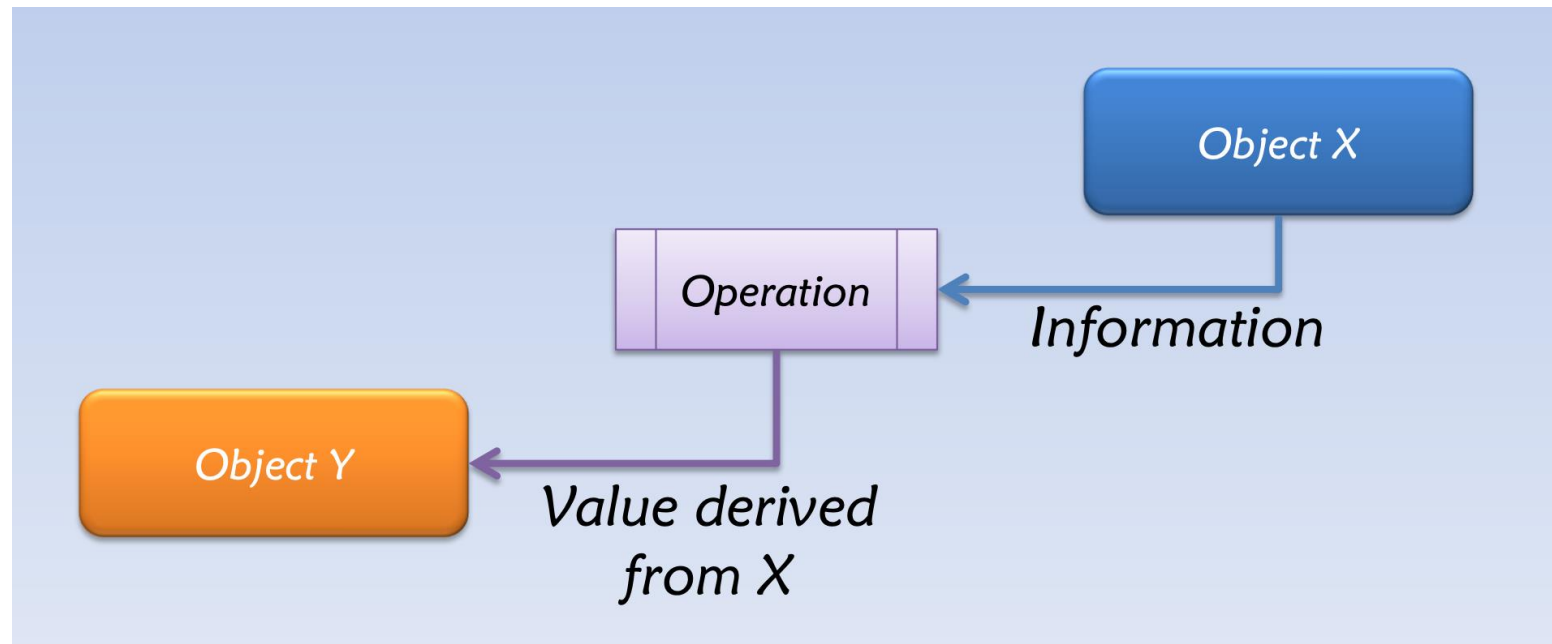 Object X
Operation
Information
Object Y
Value derived
from X